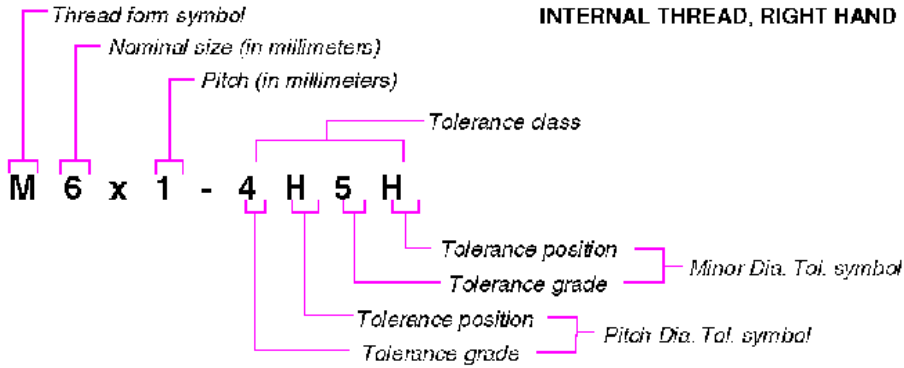 Thread form symbol
INTERNAL THREAD, RIGHT HAND
Nominal size (in millimeters)
Pitch (in millimeters)
Tolerance class
M 6 x 1 - 4 H 5 H
Tolerance position
Minor Dia. Tol. symbol
Tolerance grade
Tolerance position
Pitch Dia. Tol. symbol
Tolerance grade